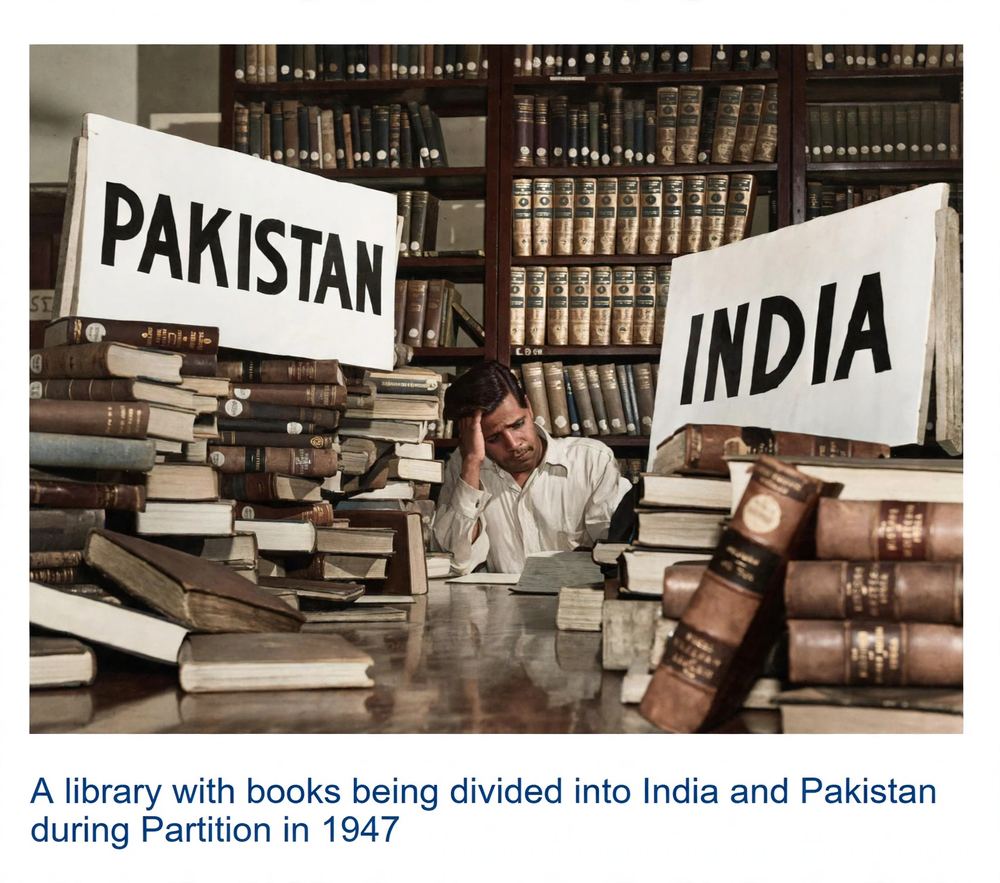 PAKISTAN
INDIA
A library with books being divided into India and Pakistan
during Partition in 1947